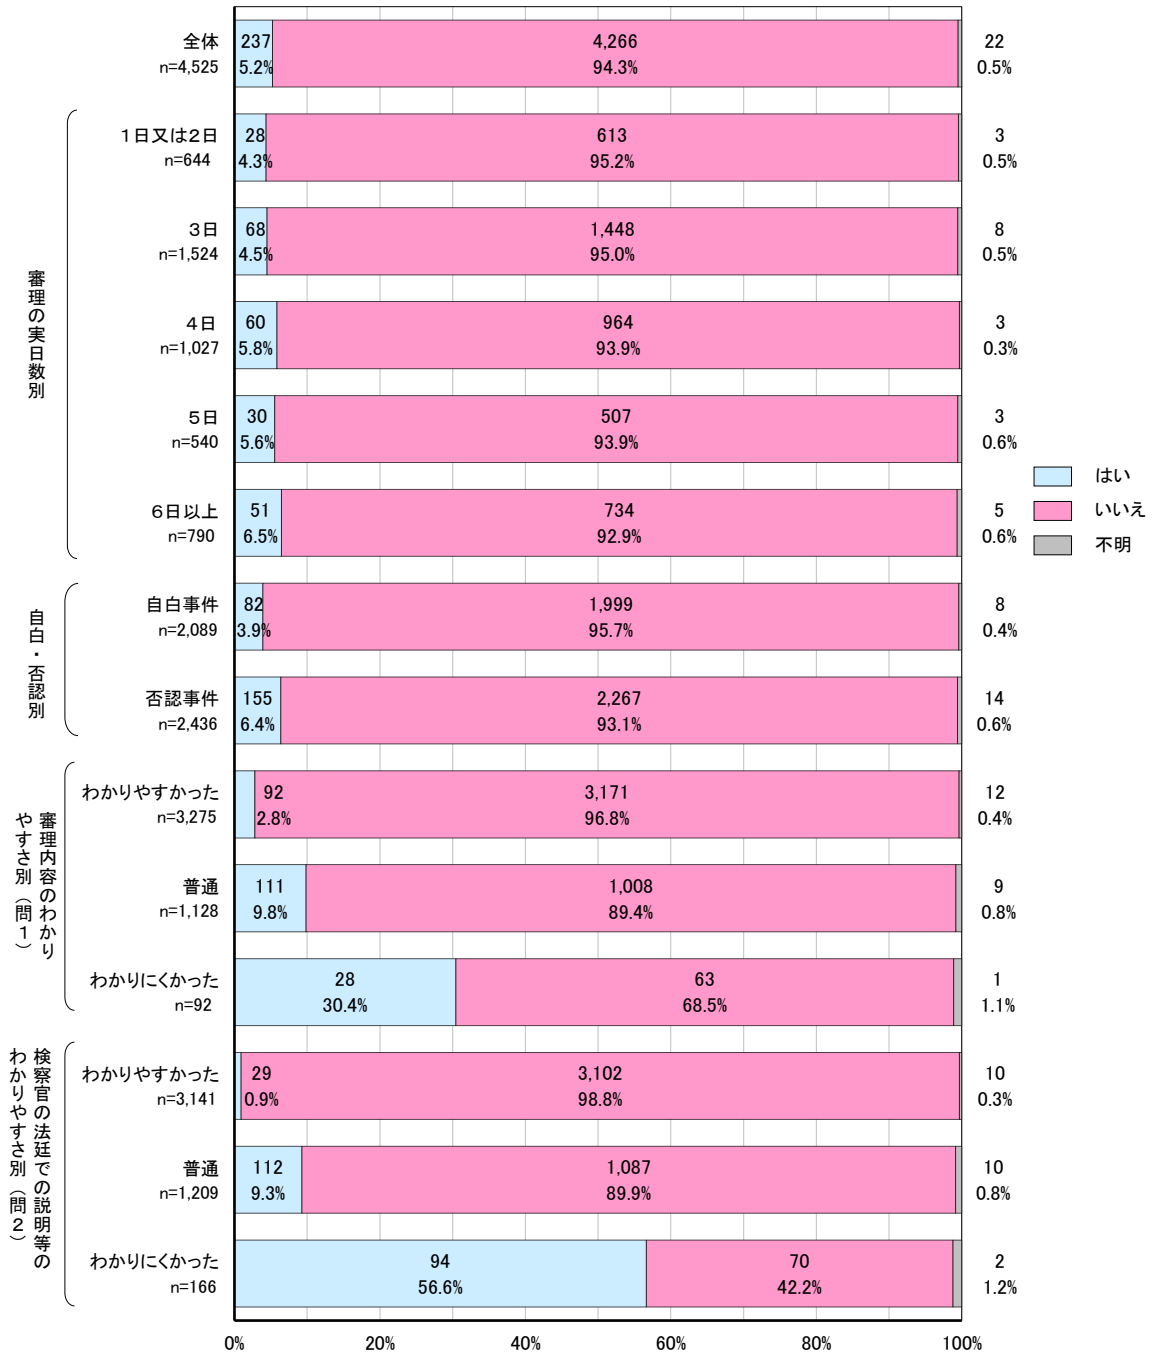 全体
n=4,525
237
5.2%
4,266
94.3%
22
0.5%
審理の実日数別
1日又は2日
n=644
28
4.3%
613
95.2%
3
0.5%
3日
n=1,524
68
4.5%
1,448
95.0%
8
0.5%
4日
n=1,027
60
5.8%
964
93.9%
3
0.3%
5日
n=540
30
5.6%
507
93.9%
3
0.6%
6日以上
n=790
51
6.5%
734
92.9%
5
0.6%
はい
いいえ
不明
自白・否認別
自白事件
n=2,089
82
3.9%
1,999
95.7%
8
0.4%
否認事件
n=2,436
155
6.4%
2,267
93.1%
14
0.6%
審理内容のわかり
やすさ別(問1)
わかりやすかった
n=3,275
92
2.8%
3,171
96.8%
12
0.4%
普通
n=1,128
111
9.8%
1,008
89.4%
9
0.8%
わかりにくかった
n=92
28
30.4%
63
68.5%
1
1.1%
検察官の法廷での説明等の
わかりやすさ別(問2)
わかりやすかった
n=3,141
29
0.9%
3,102
98.8%
10
0.3%
普通
n=1,209
112
9.3%
1,087
89.9%
10
0.8%
わかりにくかった
n=166
94
56.6%
70
42.2%
2
1.2%
0%
20%
40%
60%
80%
100%